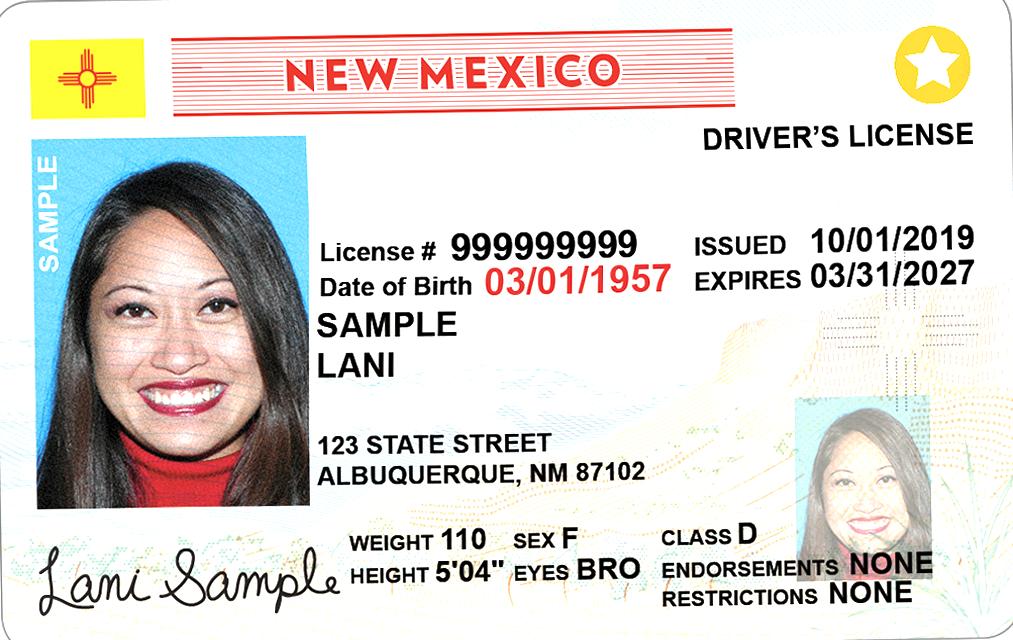 NEW MEXICO
DRIVER'S LICENSE
SAMPLE
License # 999999999
ISSUED 10/01/2019
Date of Birth 03/01/1957
EXPIRES 03/31/2027
SAMPLE
LANI
123 STATE STREET
ALBUQUERQUE, NM 87102
WEIGHT 110 SEX F
CLASS D
HEIGHT 5'04" EYES BRO
ENDORSEMENTS NONE
RESTRICTIONS NONE
Lani Sample